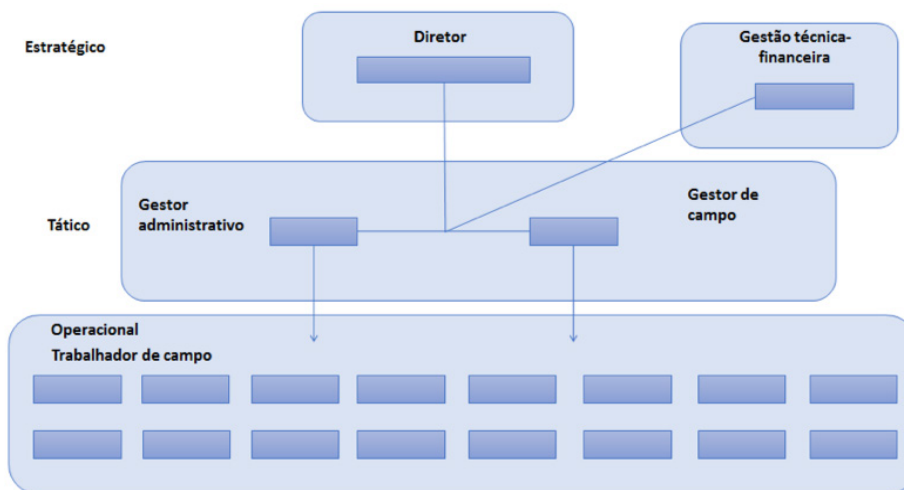 Estratégico
Diretor
Gestão técnica-
financeira
Tático
Gestor
administrativo
Gestor de
campo
Operacional
Trabalhador de campo